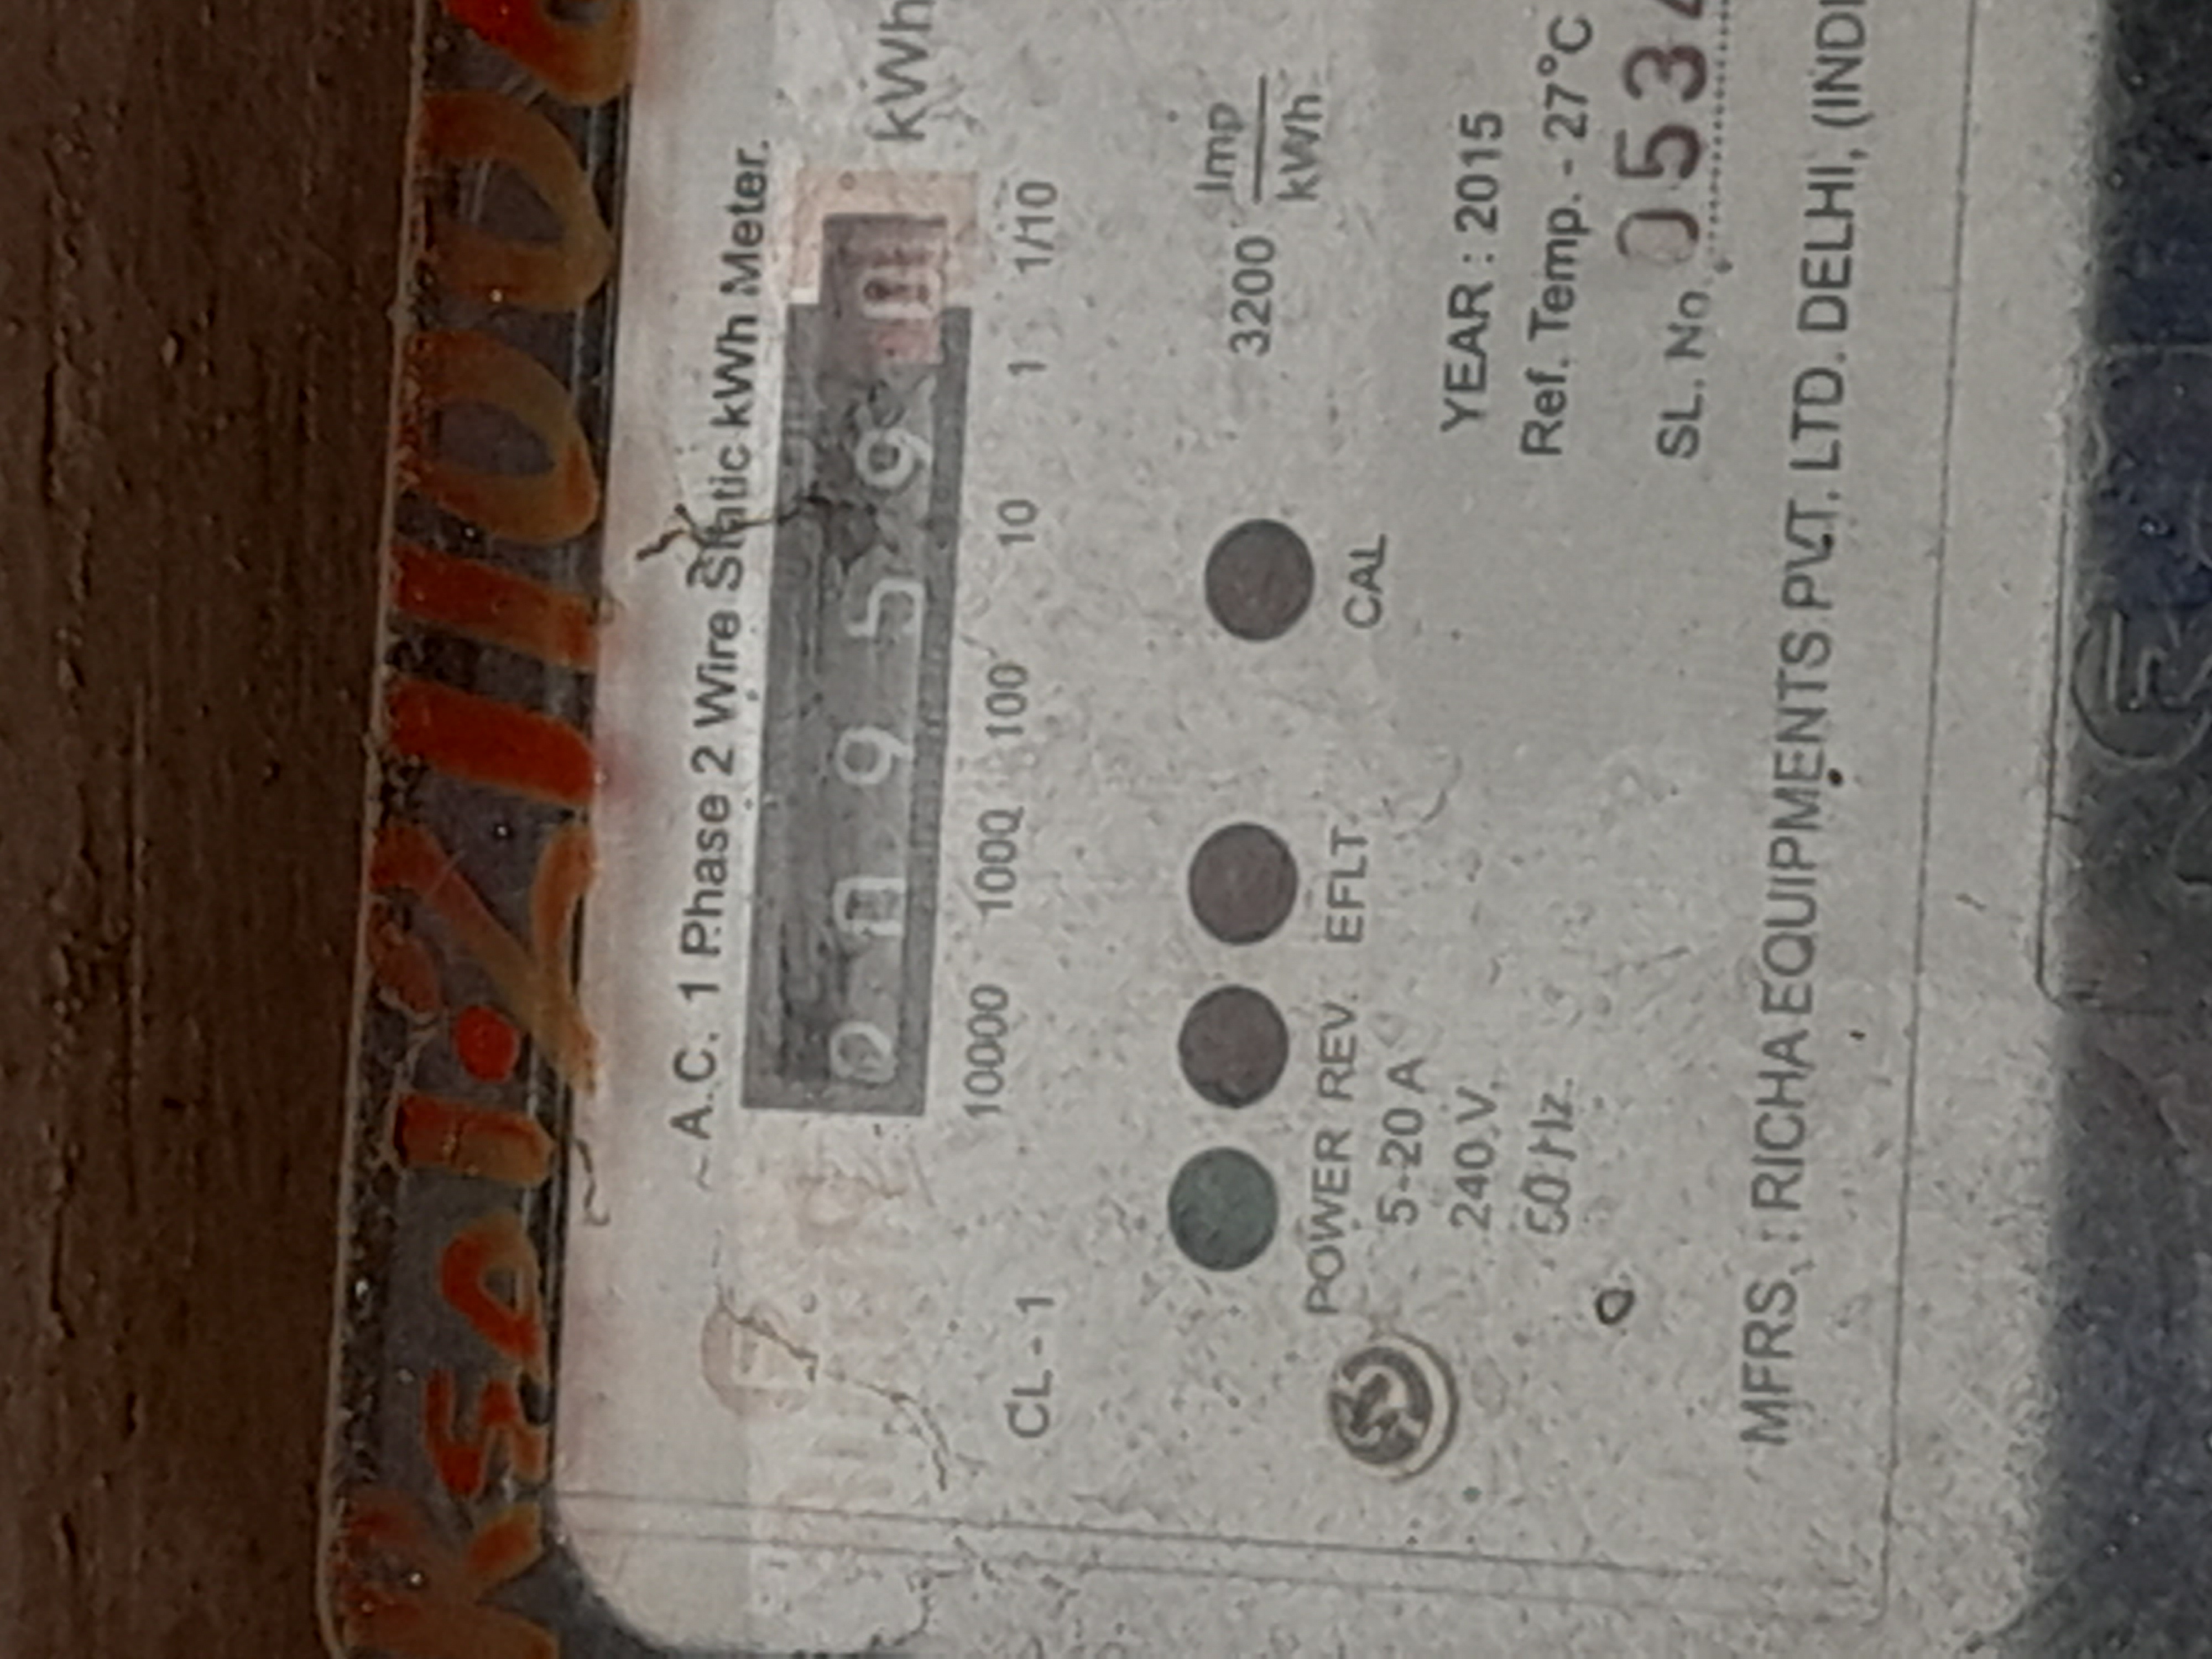 ~ A.C. 1 Phase 2 Wire Static kWh Meter.
kWh
10000 1000 100 10 1 1/10
CL - 1
3200 Imp
kWh
POWER REV. EFLT CAL
5-20 A
240 V.
50 Hz.
YEAR : 2015
Ref. Temp. - 27°C
SL. No. 0534
MFRS. : RICHA EQUIPMENTS PVT. LTD. DELHI, (INDI